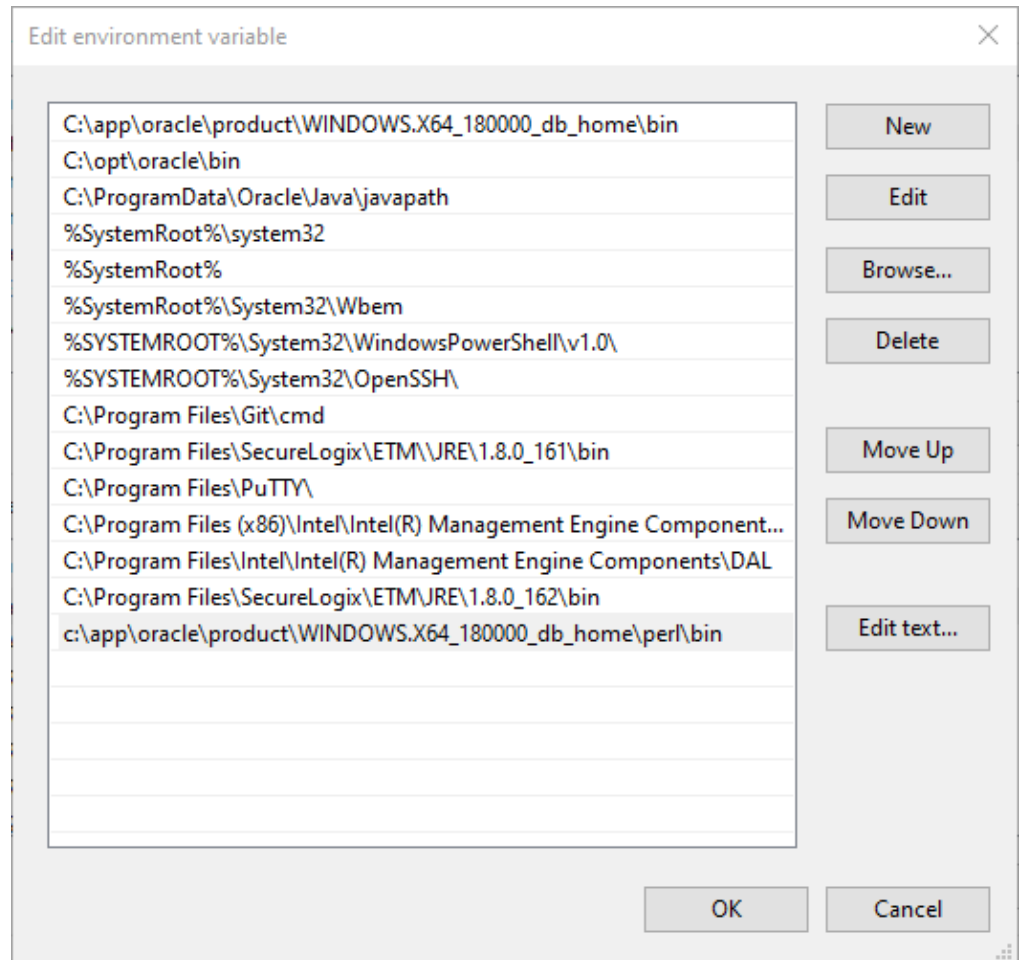 Edit environment variable
C:\app\oracle\product\WINDOWS.X64_180000_db_home\bin
New
C:\opt\oracle\bin
C:\ProgramData\Oracle\Java\javapath
Edit
%SystemRoot%\system32
%SystemRoot%
Browse...
%SystemRoot%\System32\Wbem
%SYSTEMROOT%\System32\WindowsPowerShell\v1.0\
Delete
%SYSTEMROOT%\System32\OpenSSH\
C:\Program Files\Git\cmd
C:\Program Files\SecureLogix\ETM\\JRE\1.8.0_161\bin
Move Up
C:\Program Files\PuTTY\
C:\Program Files (x86)\Intel\Intel(R) Management Engine Component...
Move Down
C:\Program Files\Intel\Intel(R) Management Engine Components\DAL
C:\Program Files\SecureLogix\ETM\JRE\1.8.0_162\bin
c:\app\oracle\product\WINDOWS.X64_180000_db_home\perl\bin
Edit text...
OK
Cancel